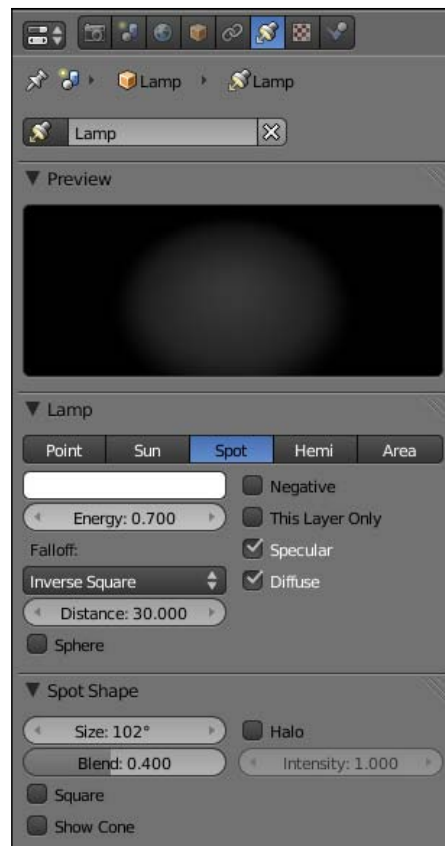 Lamp Lamp
Lamp
Preview
Lamp
Point Sun Spot Hemi Area
Negative
Energy: 0.700 This Layer Only
Falloff: Specular
Inverse Square Diffuse
Distance: 30.000
Sphere
Spot Shape
Size: 102° Halo
Blend: 0.400 Intensity: 1.000
Square
Show Cone